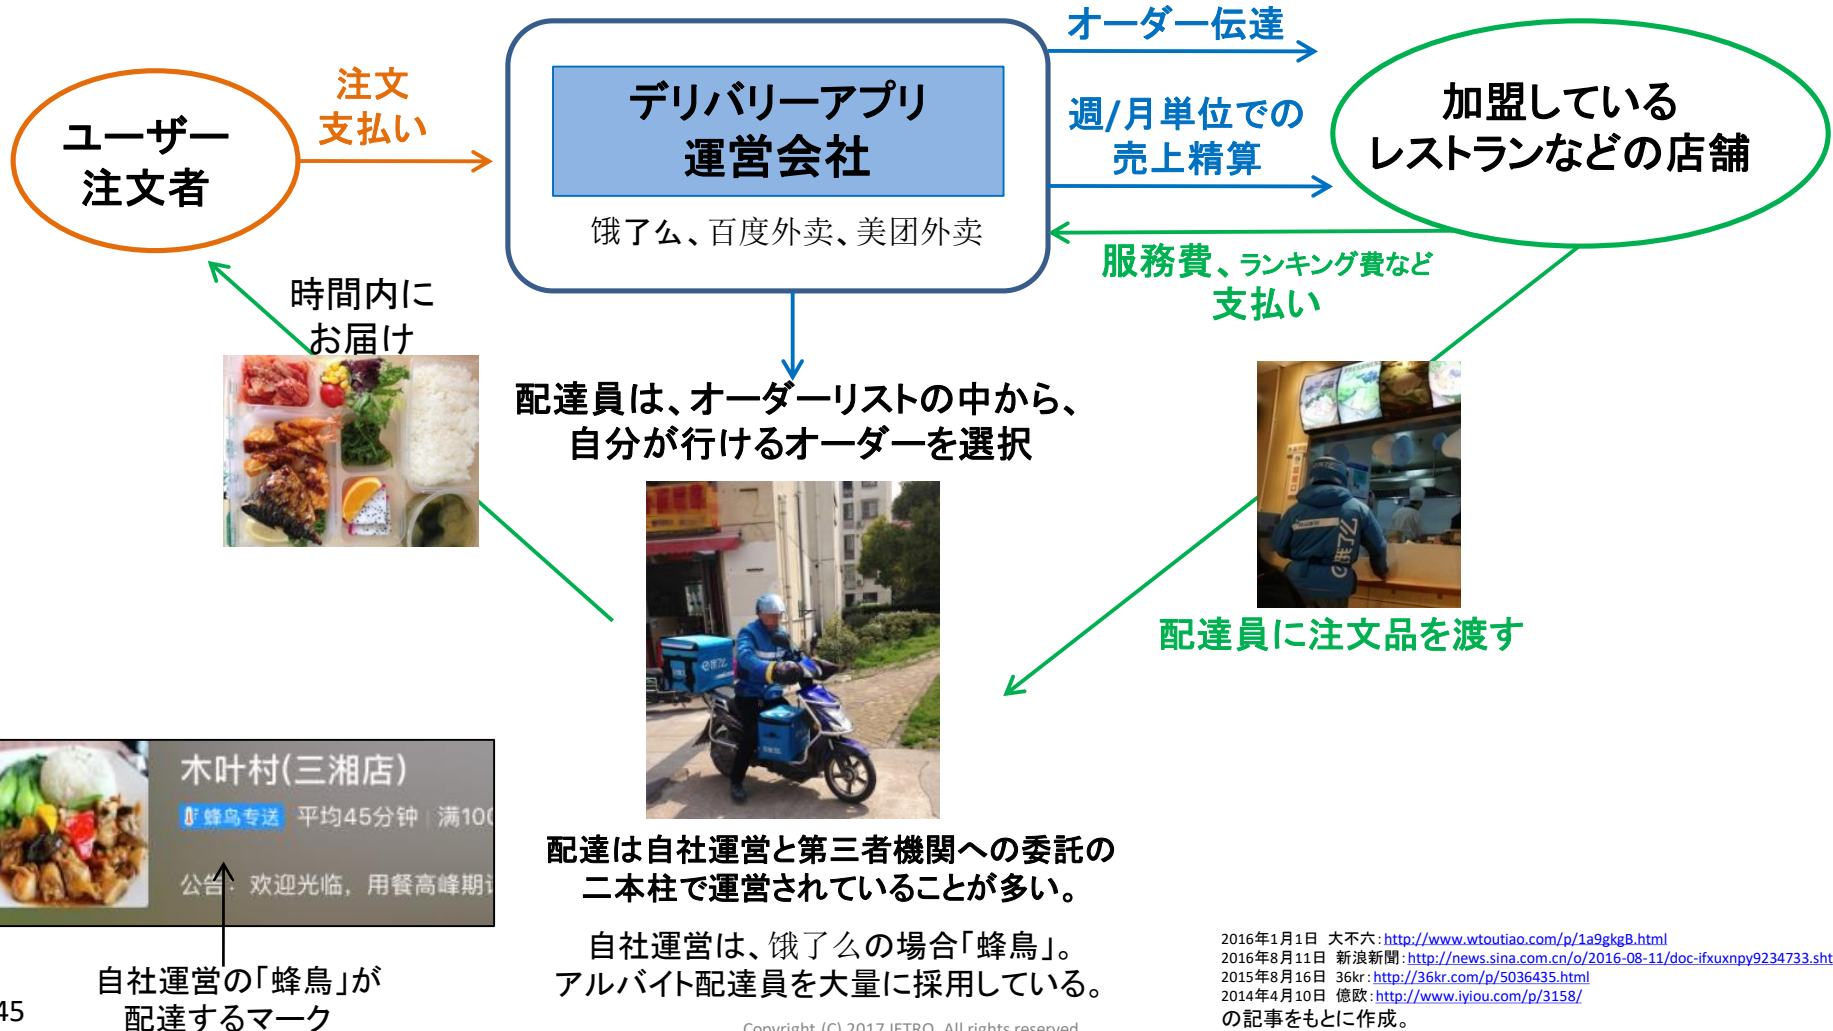 オーダー伝達
注文
支払い
ユーザー
注文者
デリバリーアプリ
運営会社
饿了么、百度外卖、美团外卖
週/月単位での
売上精算
加盟している
レストランなどの店舗
服務費、ランキング費など
支払い
時間内に
お届け
配達員は、オーダーリストの中から、
自分が行けるオーダーを選択
配達員に注文品を渡す
饿了么
木叶村(三湘店)
蜂鸟专送 平均45分钟 满100
公告：欢迎光临，用餐高峰期
自社運営の「蜂鳥」が
配達するマーク
配達は自社運営と第三者機関への委託の
二本柱で運営されていることが多い。
自社運営は、饿了么の場合「蜂鳥」。
アルバイト配達員を大量に採用している。
2016年1月1日 大不六：http://www.wtoutiao.com/p/1a9gkgB.html
2016年8月11日 新浪新聞：http://news.sina.com.cn/o/2016-08-11/doc-ifxuxnpy9234733.sht
2015年8月16日 36kr：http://36kr.com/p/5036435.html
2014年4月10日 億欧：http://www.iyiou.com/p/3158/
の記事をもとに作成。
45
Copyright (C) 2017 JETRO. All rights reserved